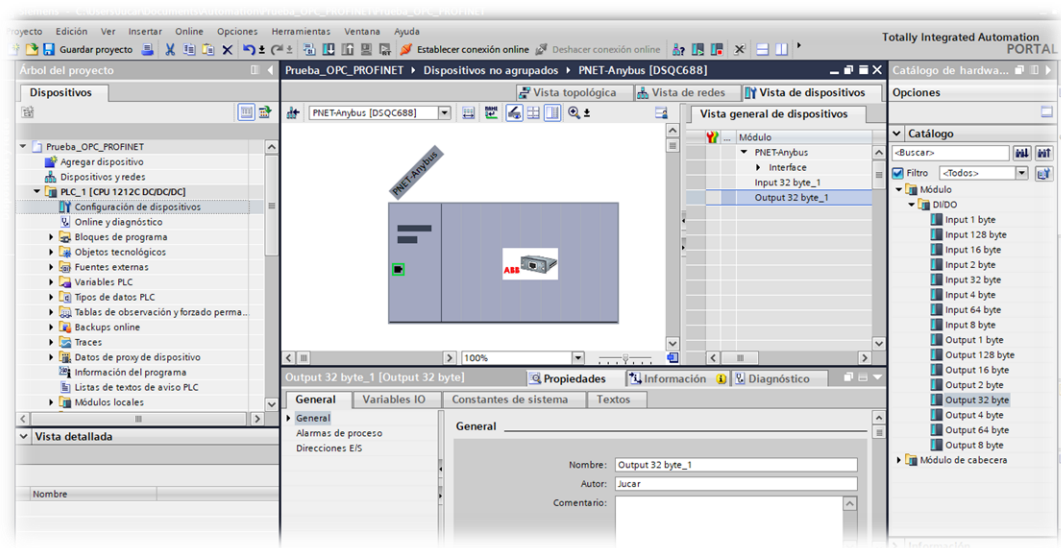 Proyecto Edición Ver Insertar Online Opciones Herramientas Ventana Ayuda
Guardar proyecto Establecer conexión online Deshacer conexión online
Totally Integrated Automation
PORTAL
Árbol del proyecto
Dispositivos
Prueba_OPC_PROFINET
Agregar dispositivo
Dispositivos y redes
PLC_1 [CPU 1212C DC/DC/DC]
Configuración de dispositivos
Online y diagnóstico
Bloques de programa
Objetos tecnológicos
Fuentes externas
Variables PLC
Tipos de datos PLC
Tablas de observación y forzado perma..
Backups online
Traces
Datos de proxy de dispositivo
Información del programa
Listas de textos de aviso PLC
Módulos locales
Vista detallada
Nombre
Prueba_OPC_PROFINET Dispositivos no agrupados PNET-Anybus [DSQC688]
Vista topológica Vista de redes Vista de dispositivos
PNET-Anybus [DSQC688]
PNET-Anybus
ABB
100%
Vista general de dispositivos
... Módulo
PNET-Anybus
Interface
Input 32 byte_1
Output 32 byte_1
Output 32 byte_1 [Output 32 byte]
Propiedades Información Diagnóstico
General Variables IO Constantes de sistema Textos
General
Alarmas de proceso
Direcciones E/S
General
Nombre: Output 32 byte_1
Autor: Jucar
Comentario:
Catálogo de hardwa...
Opciones
Catálogo
<Buscar>
Filtro <Todos>
Módulo
DI/DO
Input 1 byte
Input 128 byte
Input 16 byte
Input 2 byte
Input 32 byte
Input 4 byte
Input 64 byte
Input 8 byte
Output 1 byte
Output 128 byte
Output 16 byte
Output 2 byte
Output 32 byte
Output 4 byte
Output 64 byte
Output 8 byte
Módulo de cabecera
Información